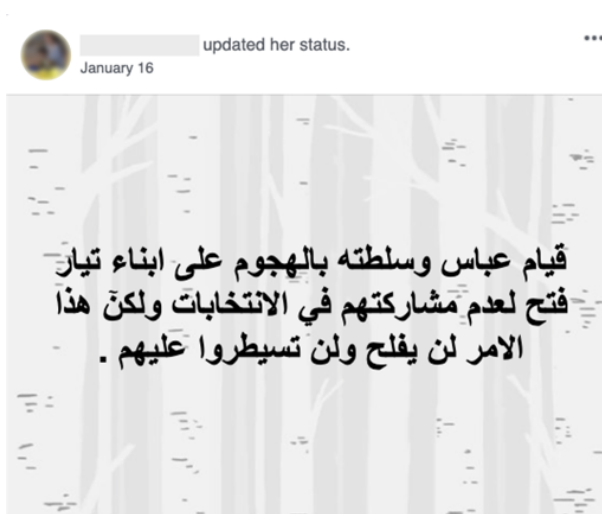 updated her status.
January 16
قيام عباس وسلطته بالهجوم على ابناء تيار
فتح لعدم مشاركتهم في الانتخابات ولكن هذا
الامر لن يفلح ولن تسيطروا عليهم .